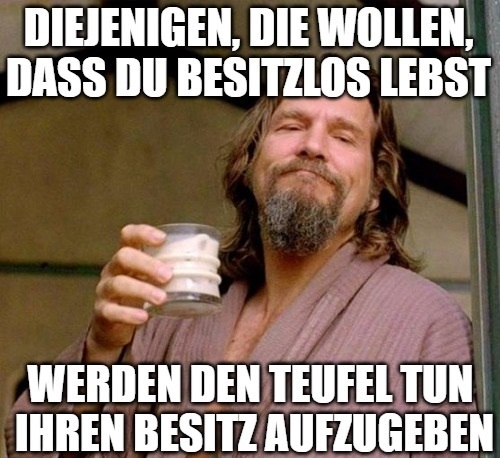 DIEJENIGEN, DIE WOLLEN,
DASS DU BESITZLOS LEBST
WERDEN DEN TEUFEL TUN
IHREN BESITZ AUFZUGEBEN